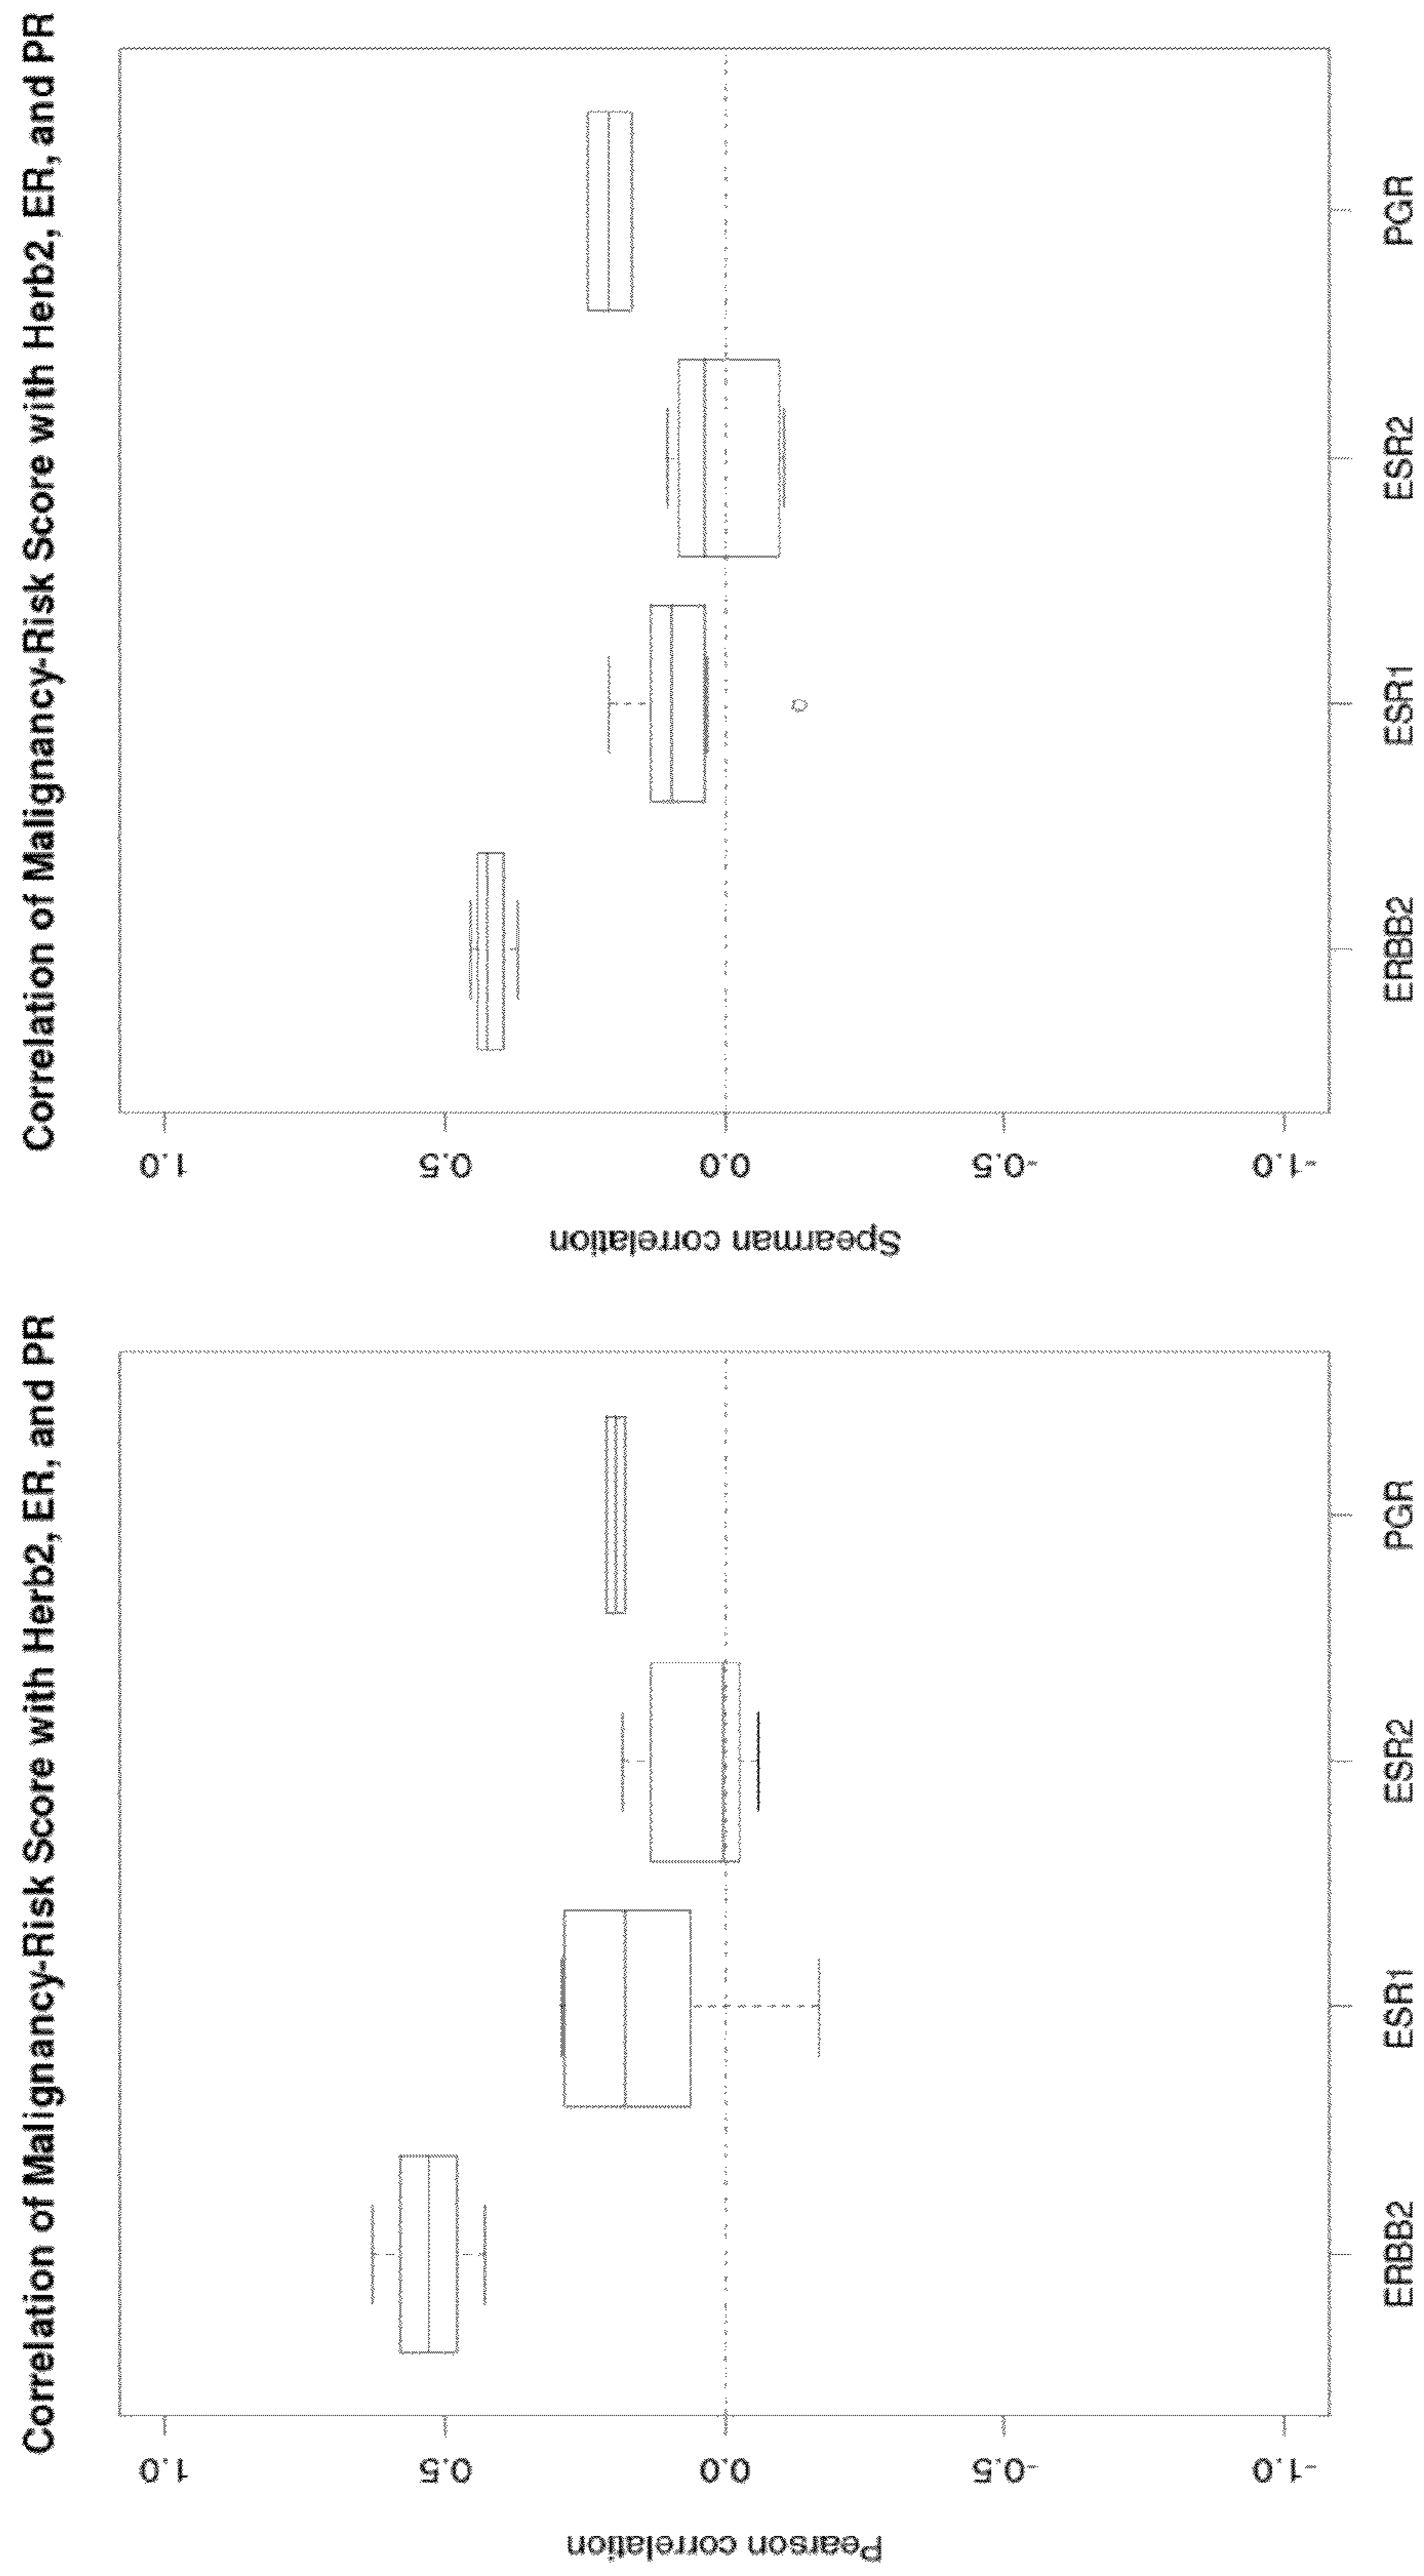 Correlation of Malignancy-Risk Score with Herb2, ER, and PR
Pearson correlation
1.0
0.5
0.0
-0.5
-1.0
ERBB2
ESR1
ESR2
PGR
Correlation of Malignancy-Risk Score with Herb2, ER, and PR
Spearman correlation
1.0
0.5
0.0
-0.5
-1.0
ERBB2
ESR1
ESR2
PGR